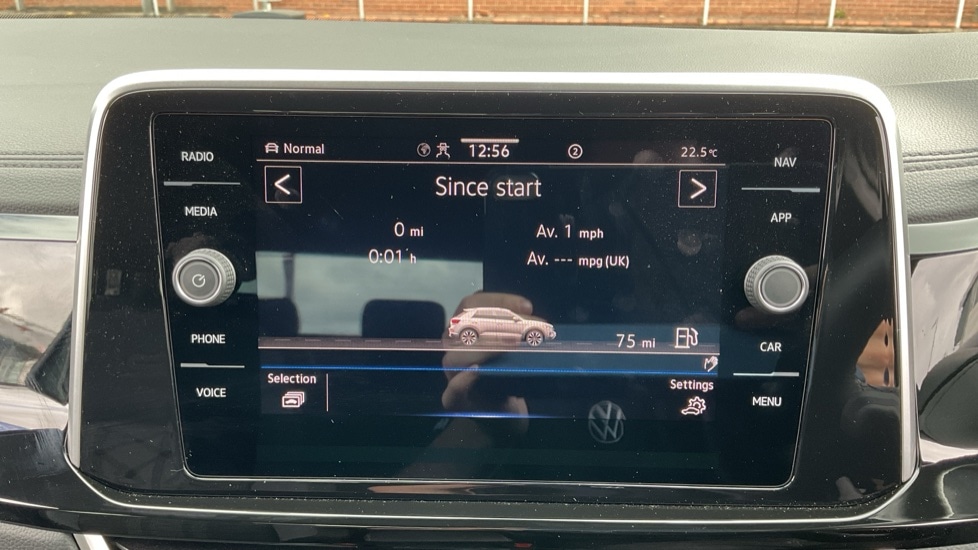 RADIO
MEDIA
PHONE
VOICE
Normal
12:56
2
22.5°C
< Since start >
0 mi
0:01 h
Av. 1 mph
Av. --- mpg (UK)
75 mi
Selection
Settings
NAV
APP
CAR
MENU